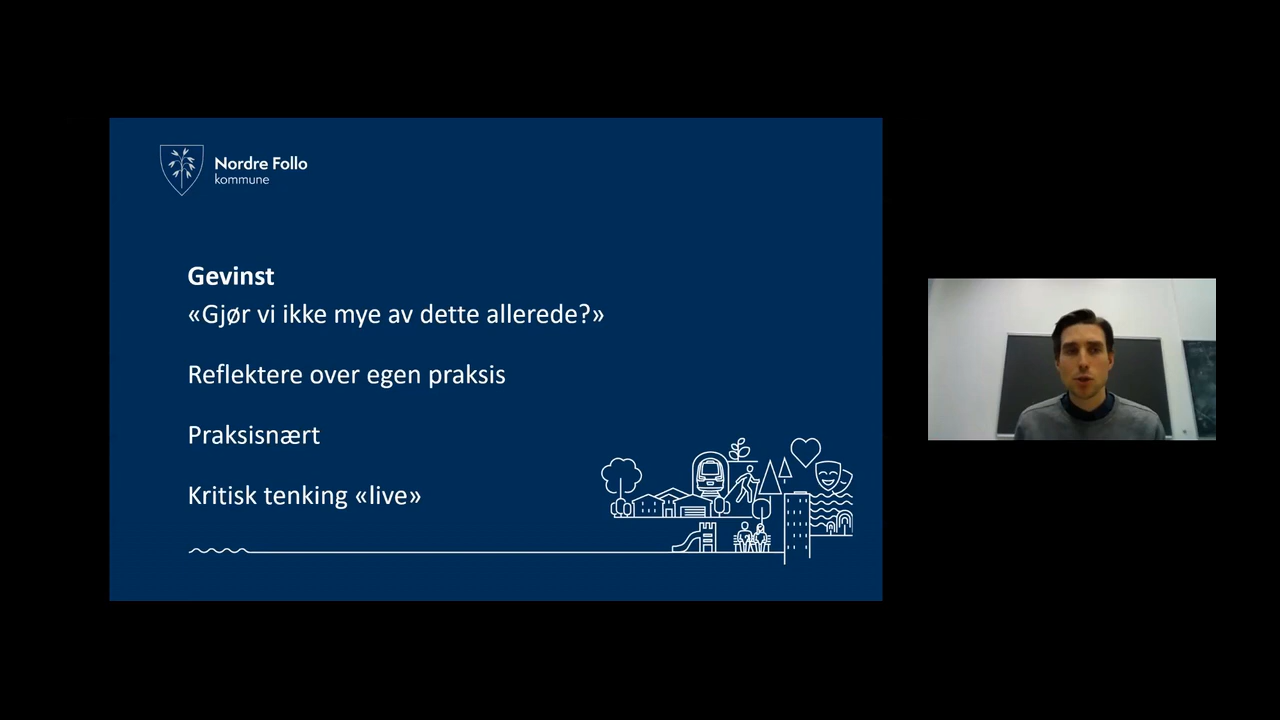 Nordre Follo
kommune
Gevinst
«Gjør vi ikke mye av dette allerede?»
Reflektere over egen praksis
Praksisnært
Kritisk tenking «live»